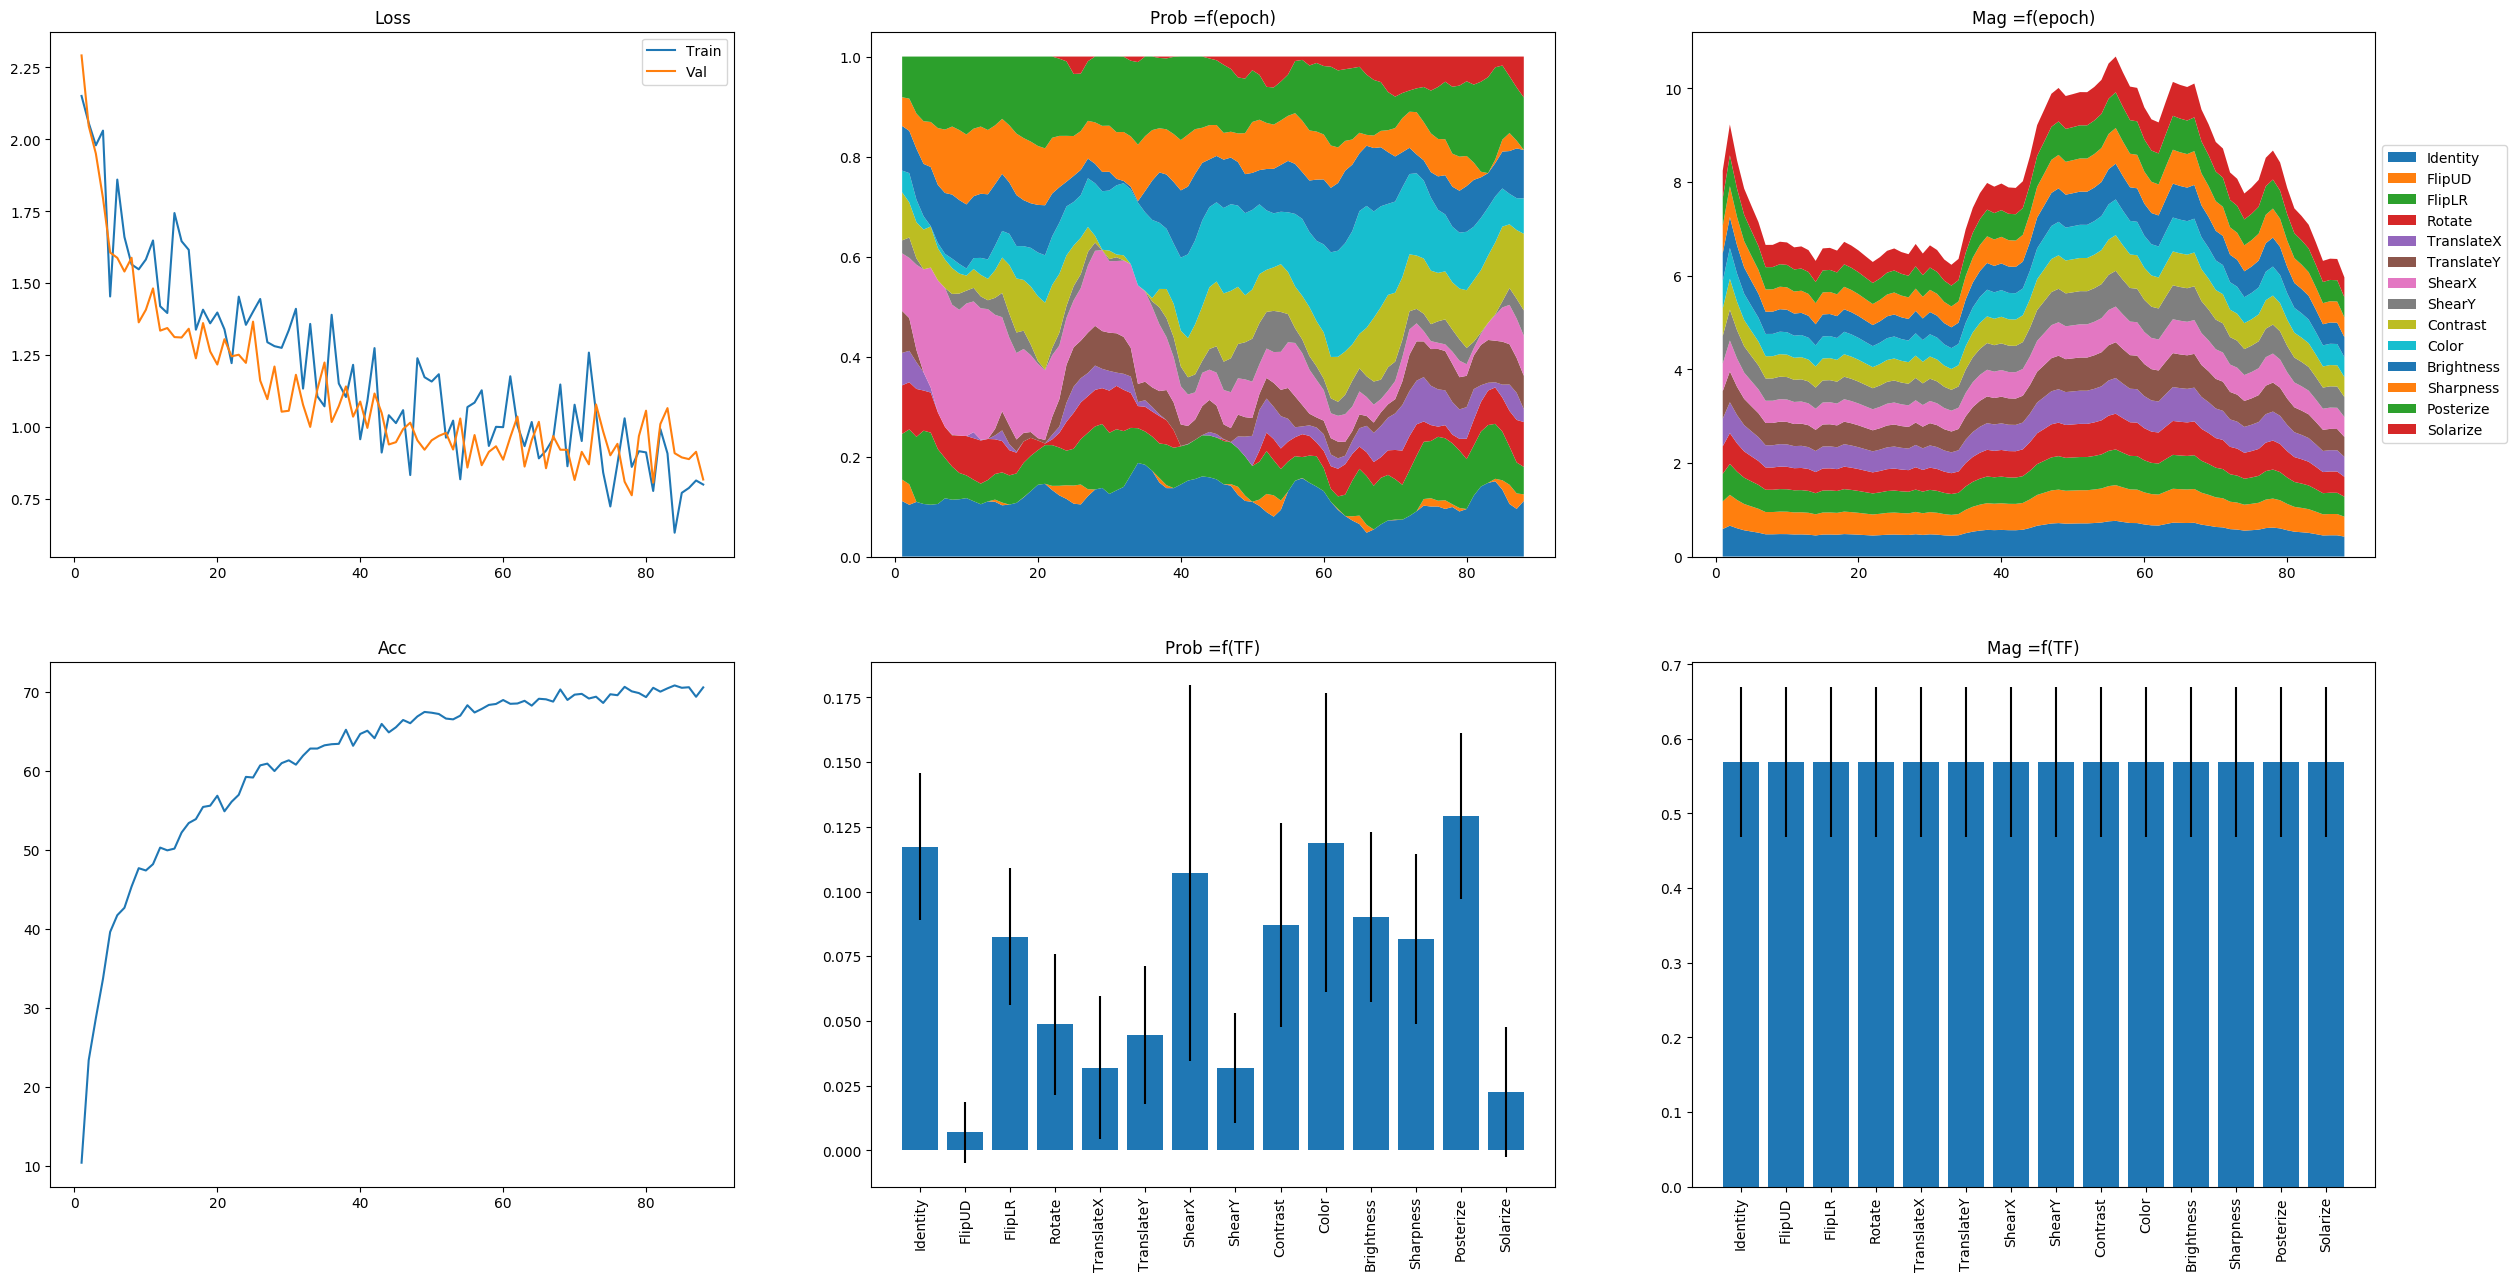 Loss
2.25
2.00
1.75
1.50
1.25
1.00
0.75
0 20 40 60 80
Train
Val
Prob =f(epoch)
1.0
0.8
0.6
0.4
0.2
0.0
0 20 40 60 80
Mag =f(epoch)
10
8
6
4
2
0
0 20 40 60 80
Identity
FlipUD
FlipLR
Rotate
TranslateX
TranslateY
ShearX
ShearY
Contrast
Color
Brightness
Sharpness
Posterize
Solarize
Acc
70
60
50
40
30
20
10
0 20 40 60 80
Prob =f(TF)
0.175
0.150
0.125
0.100
0.075
0.050
0.025
0.000
Identity
FlipUD
FlipLR
Rotate
TranslateX
TranslateY
ShearX
ShearY
Contrast
Color
Brightness
Sharpness
Posterize
Solarize
Mag =f(TF)
0.7
0.6
0.5
0.4
0.3
0.2
0.1
0.0
Identity
FlipUD
FlipLR
Rotate
TranslateX
TranslateY
ShearX
ShearY
Contrast
Color
Brightness
Sharpness
Posterize
Solarize